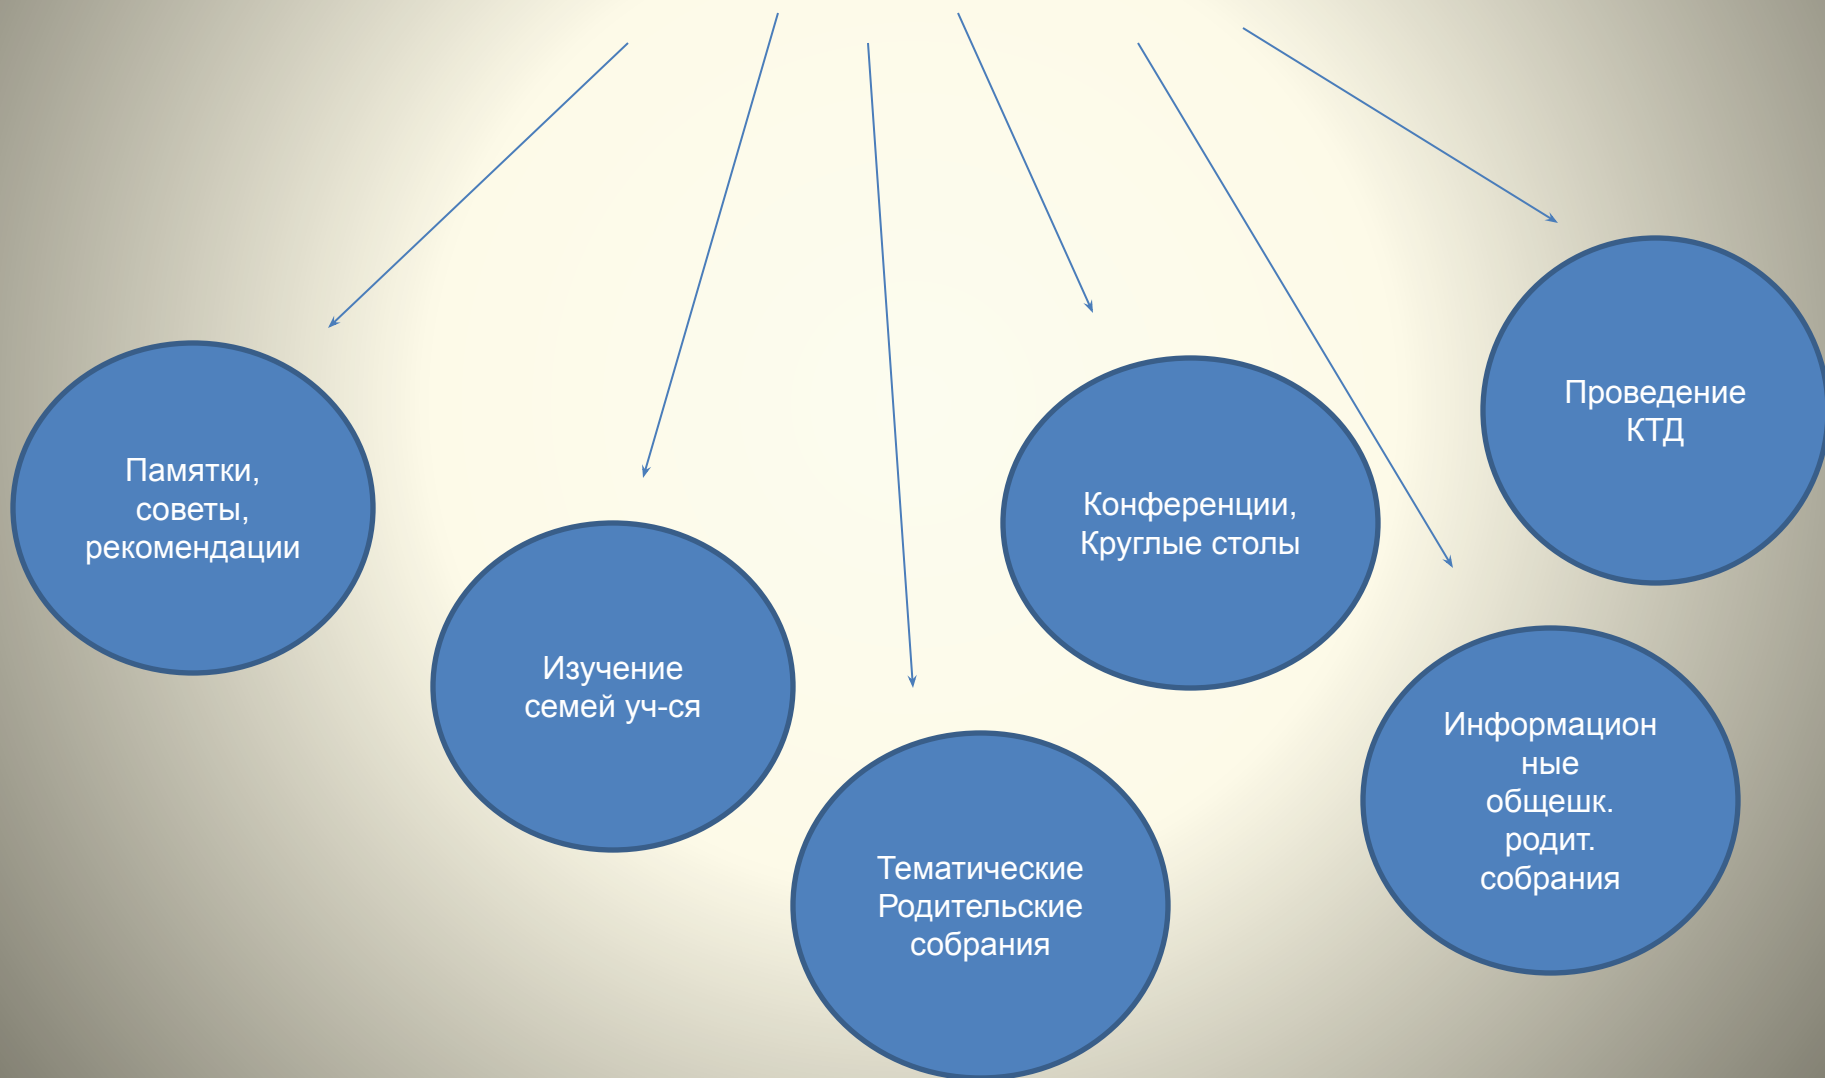 Памятки,
советы,
рекомендации
Изучение
семей уч-ся
Тематические
Родительские
собрания
Конференции,
Круглые столы
Информацион
ные
общешк.
родит.
собрания
Проведение
КТД